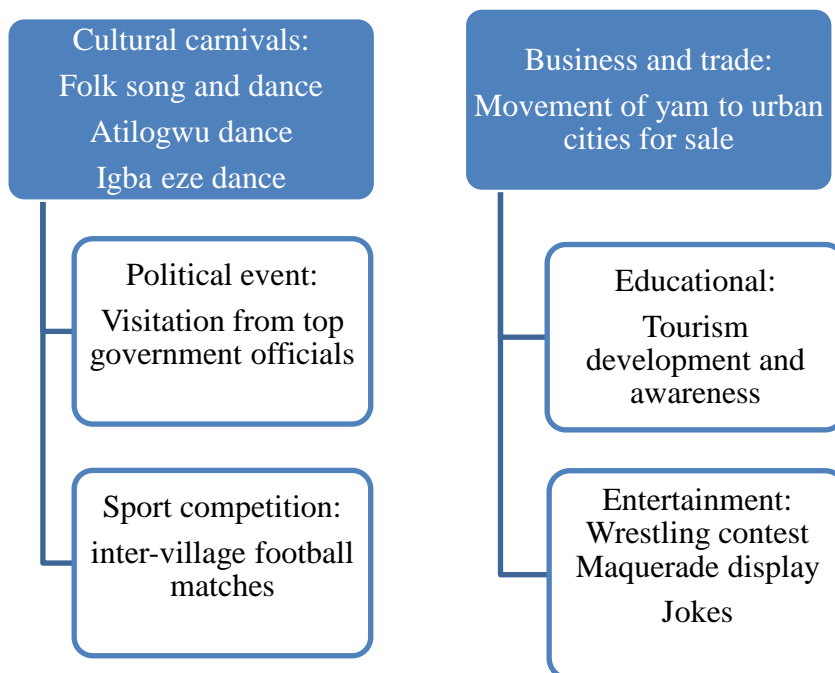 Cultural carnivals:
Folk song and dance
Atilogwu dance
Igba eze dance
Political event:
Visitation from top
government officials
Sport competition:
inter-village football
matches
Business and trade:
Movement of yam to urban
cities for sale
Educational:
Tourism
development and
awareness
Entertainment:
Wrestling contest
Maquerade display
Jokes